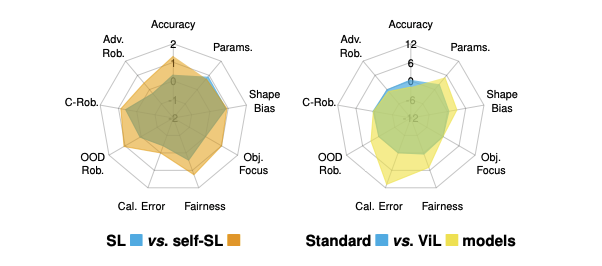 Accuracy
Adv.
Rob.
2
Params.
1
C-Rob.
0
Shape
Bias
-1
-2
OOD
Rob.
Obj.
Focus
Cal. Error
Fairness
SL vs. self-SL
Accuracy
Adv.
Rob.
12
Params.
6
C-Rob.
0
Shape
Bias
-6
-12
OOD
Rob.
Obj.
Focus
Cal. Error
Fairness
Standard vs. ViL models